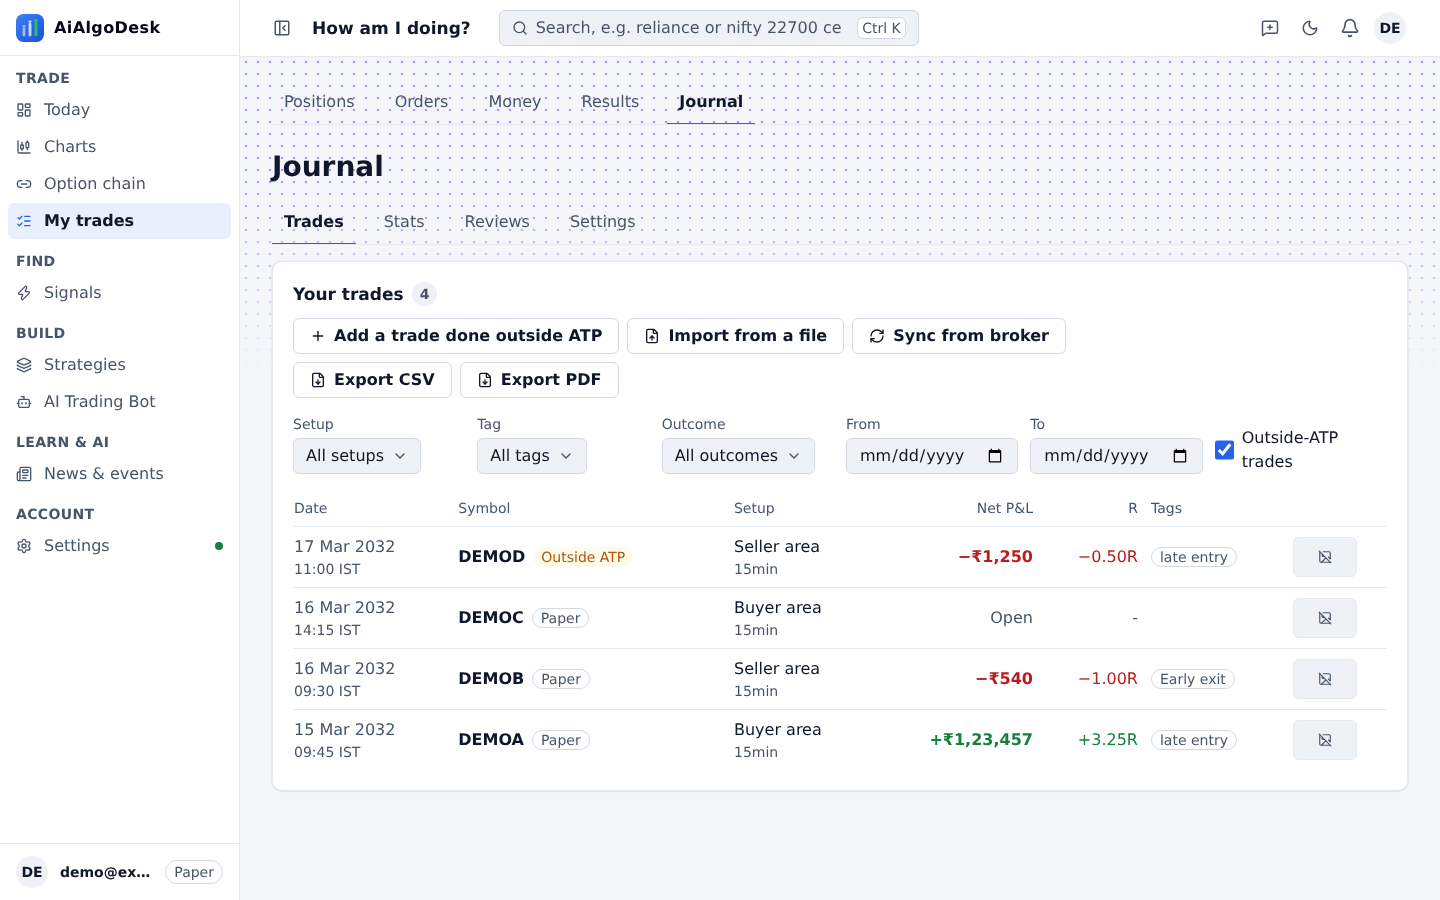 AiAlgoDesk
How am I doing?
Search, e.g. reliance or nifty 22700 ce
Ctrl K
DE
TRADE
Today
Charts
Option chain
My trades
FIND
Signals
BUILD
Strategies
AI Trading Bot
LEARN & AI
News & events
ACCOUNT
Settings
DE demo@ex... Paper
Positions Orders Money Results Journal
Journal
Trades Stats Reviews Settings
Your trades 4
Add a trade done outside ATP Import from a file Sync from broker
Export CSV Export PDF
Setup Tag Outcome From To
All setups All tags All outcomes mm/dd/yyyy mm/dd/yyyy Outside-ATP trades
Date Symbol Setup Net P&L R Tags
17 Mar 2032 DEMOD Outside ATP Seller area −₹1,250 −0.50R late entry
11:00 IST 15min
16 Mar 2032 DEMOC Paper Buyer area Open -
14:15 IST 15min
16 Mar 2032 DEMOB Paper Seller area −₹540 −1.00R Early exit
09:30 IST 15min
15 Mar 2032 DEMOA Paper Buyer area +₹1,23,457 +3.25R late entry
09:45 IST 15min